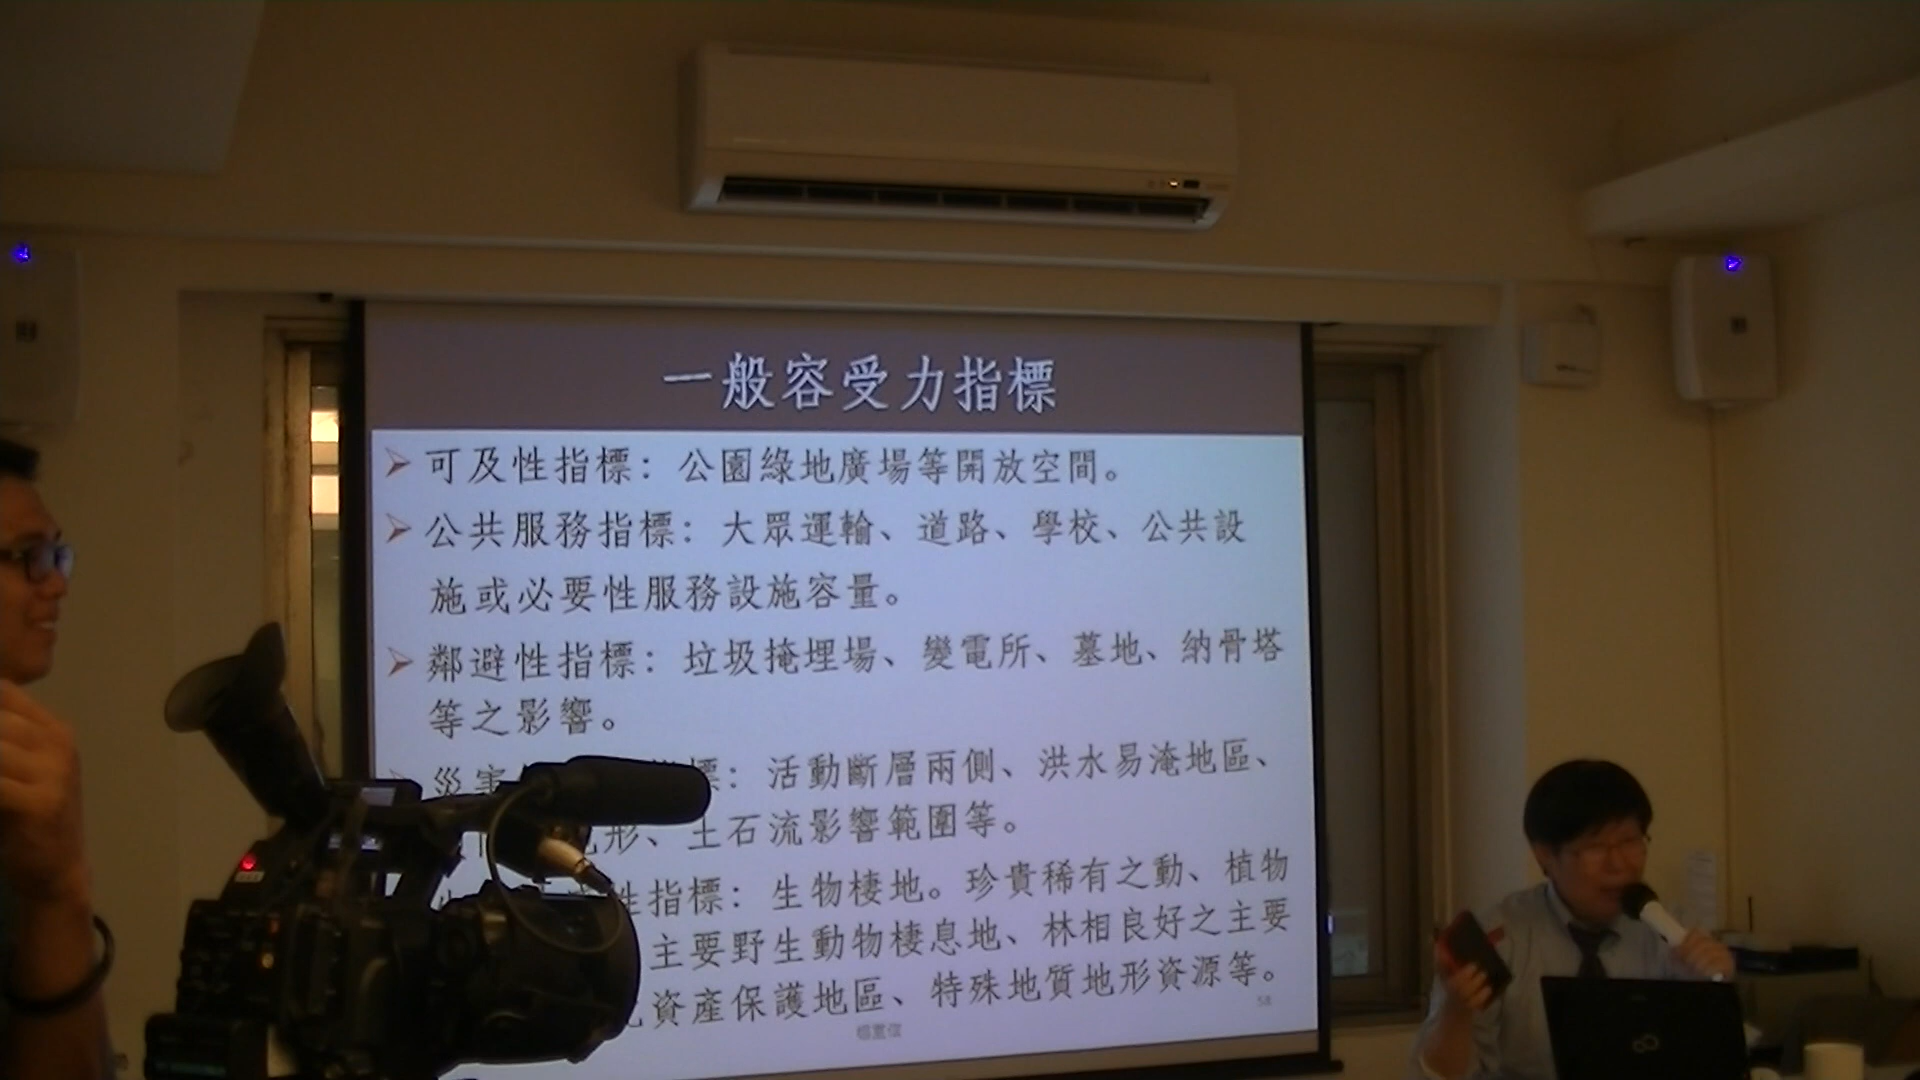 一般容受力指標
可及性指標：公園綠地廣場等開放空間。
公共服務指標：大眾運輸、道路、學校、公共設
施或必要性服務設施容量。
鄰避性指標：垃圾掩埋場、變電所、墓地、納骨塔
等之影響。
災害 標：活動斷層兩側、洪水易淹地區、
形、土石流影響範圍等。
性指標：生物棲地。珍貴稀有之動、植物
主要野生動物棲息地、林相良好之主要
資產保護地區、特殊地質地形資源等。
58
楊重信